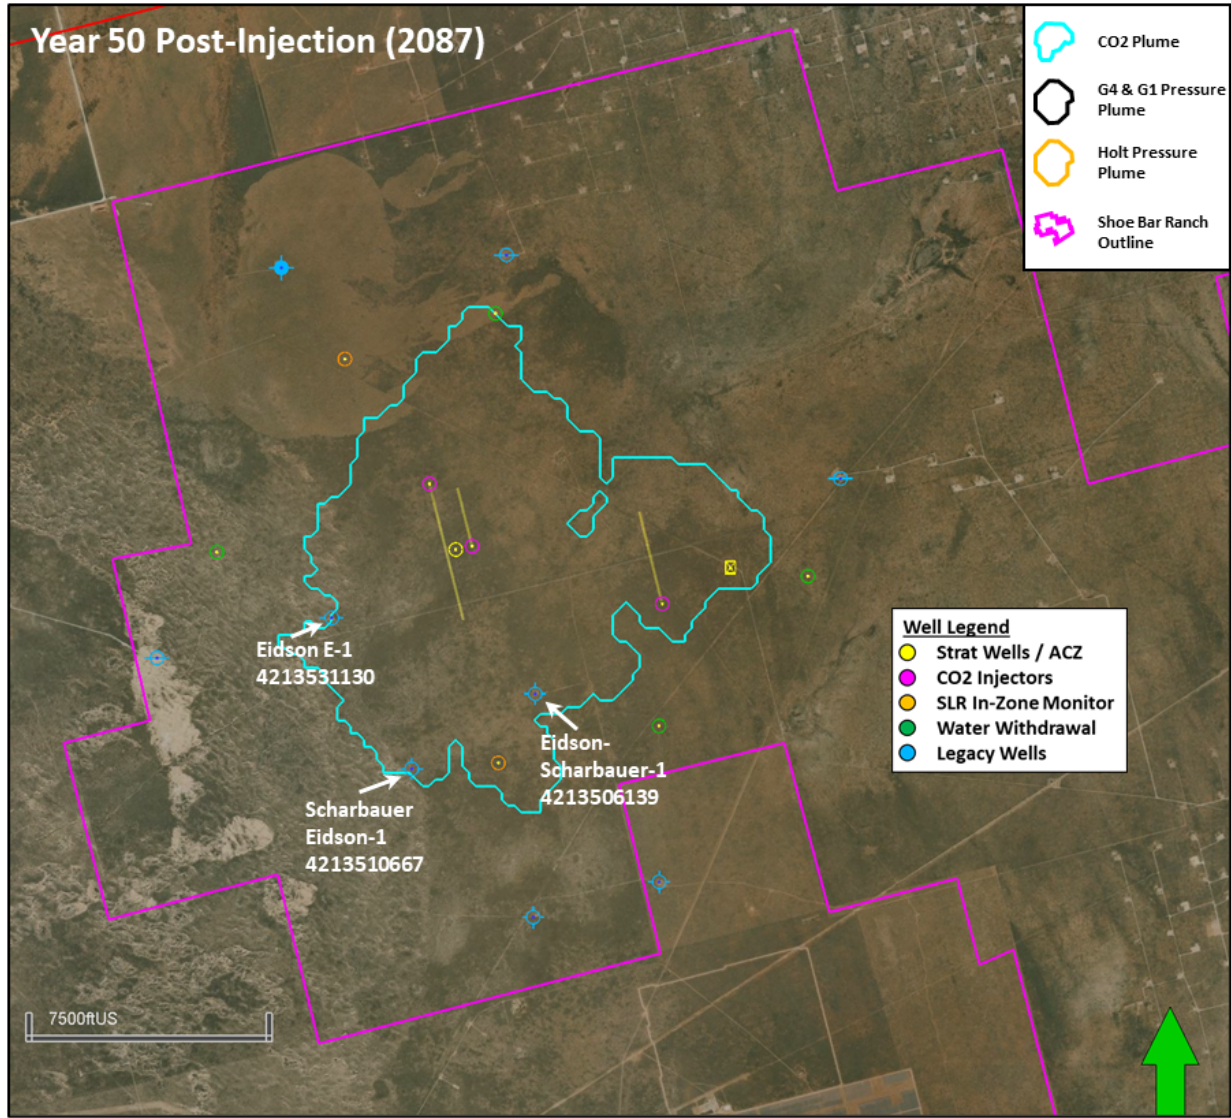 Year 50 Post-Injection (2087)
CO2 Plume
G4 & G1 Pressure
Plume
Holt Pressure
Plume
Shoe Bar Ranch
Outline
Eidson E-1
4213531130
Well Legend
Strat Wells / ACZ
CO2 Injectors
SLR In-Zone Monitor
Water Withdrawal
Legacy Wells
Eidson-
Scharbauer-1
4213506139
Scharbauer
Eidson-1
4213510667
7500ftUS